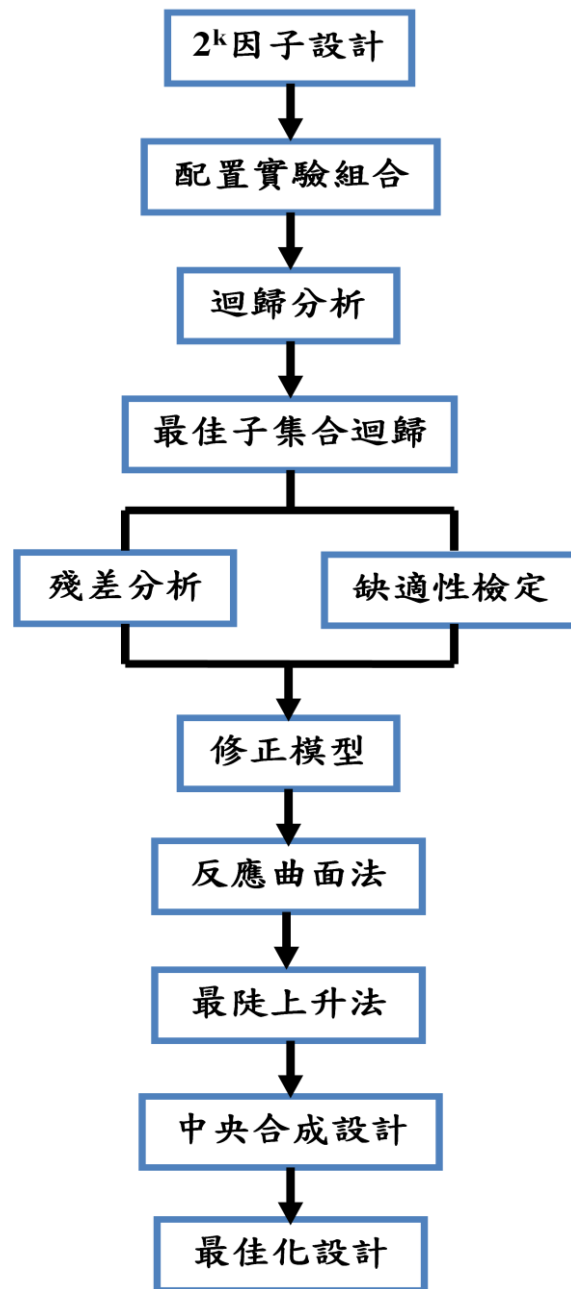 2ᵏ因子設計
配置實驗組合
迴歸分析
最佳子集合迴歸
殘差分析
缺適性檢定
修正模型
反應曲面法
最陡上升法
中央合成設計
最佳化設計